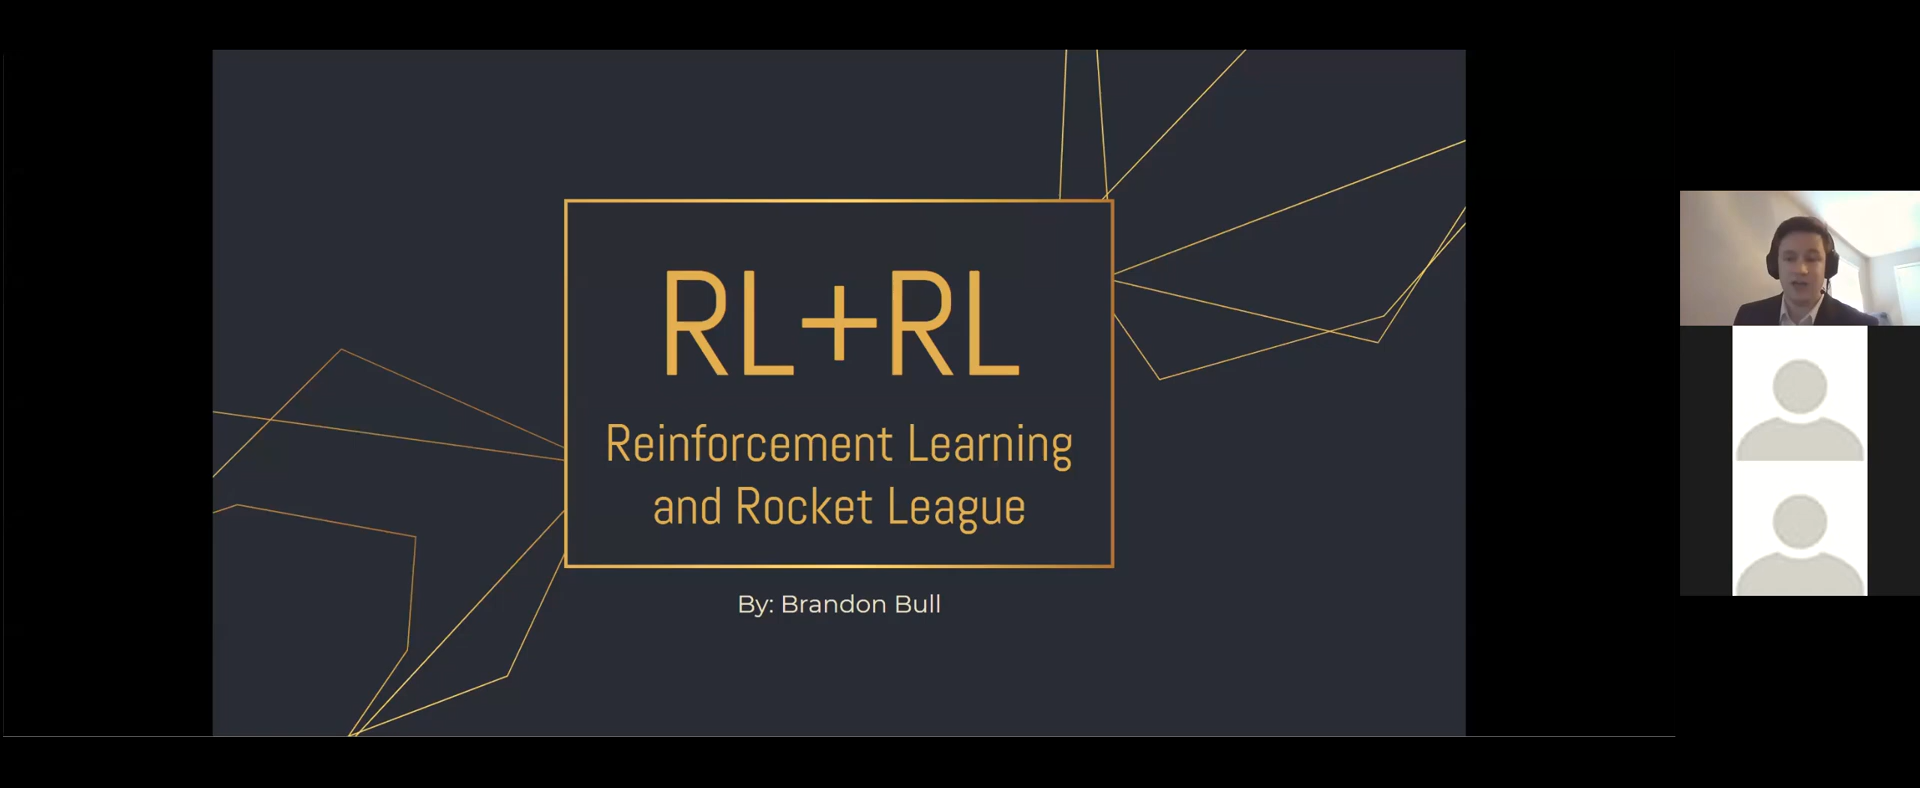 RL+RL
Reinforcement Learning
and Rocket League
By: Brandon Bull